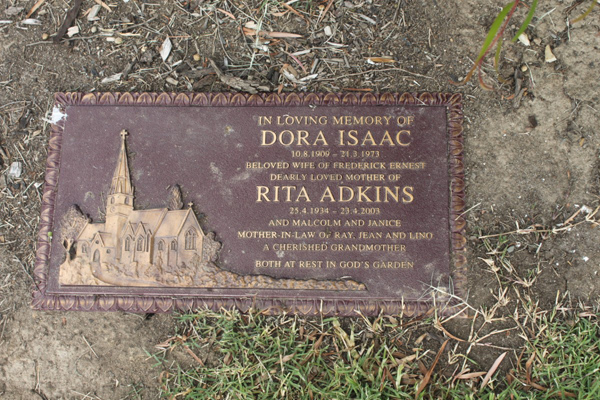 IN LOVING MEMORY OF
DORA ISAAC
10.8.1909 - 21.3.1973
BELOVED WIFE OF FREDERICK ERNEST
DEARLY LOVED MOTHER OF
RITA ADKINS
25.4.1934 - 23.4.2003
AND MALCOLM AND JANICE
MOTHER-IN-LAW OF RAY, JEAN AND LINO
A CHERISHED GRANDMOTHER
BOTH AT REST IN GOD'S GARDEN